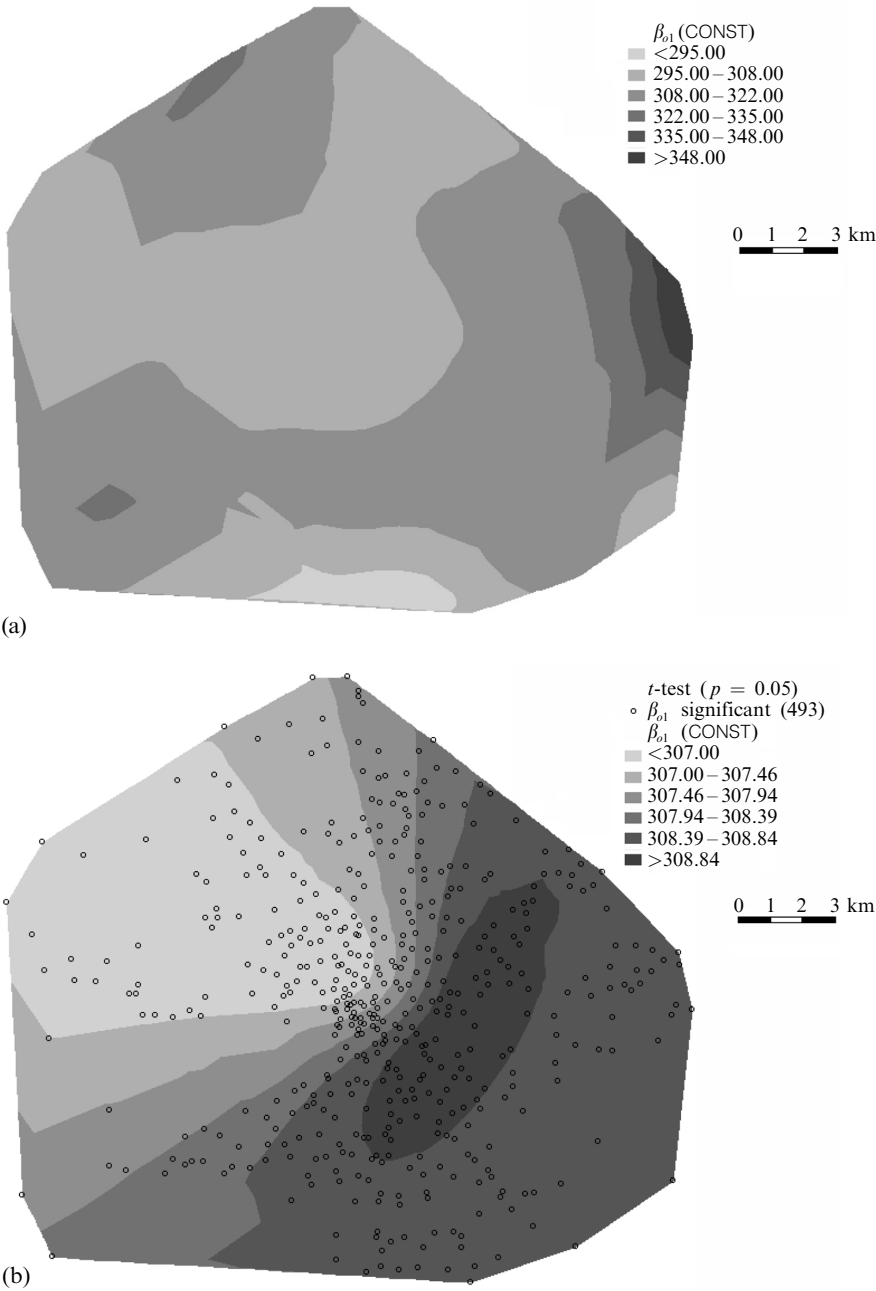 β₀₁ (CONST)
<295.00
295.00–308.00
308.00–322.00
322.00–335.00
335.00–348.00
>348.00
0 1 2 3 km
(a)
t-test (p = 0.05)
β₀₁ significant (493)
β₀₁ (CONST)
<307.00
307.00–307.46
307.46–307.94
307.94–308.39
308.39–308.84
>308.84
0 1 2 3 km
(b)